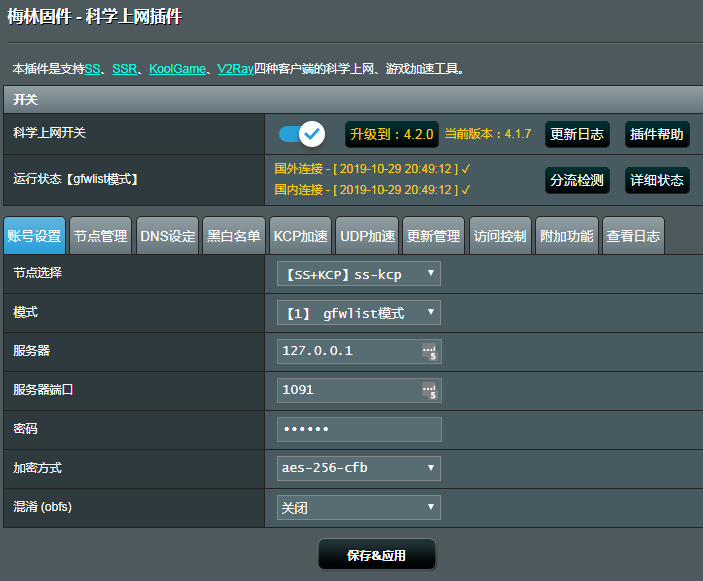 梅林固件 - 科学上网插件
本插件是支持SS、SSR、KoolGame、V2Ray四种客户端的科学上网、游戏加速工具。
开关
科学上网开关 升级到：4.2.0 当前版本：4.1.7 更新日志 插件帮助
运行状态【gfwlist模式】 国外连接 - [ 2019-10-29 20:49:12 ] ✓
国内连接 - [ 2019-10-29 20:49:12 ] ✓ 分流检测 详细状态
账号设置 节点管理 DNS设定 黑白名单 KCP加速 UDP加速 更新管理 访问控制 附加功能 查看日志
节点选择 【SS+KCP】ss-kcp
模式 【1】 gfwlist模式
服务器 127.0.0.1
服务器端口 1091
密码 ••••••
加密方式 aes-256-cfb
混淆 (obfs) 关闭
保存&应用